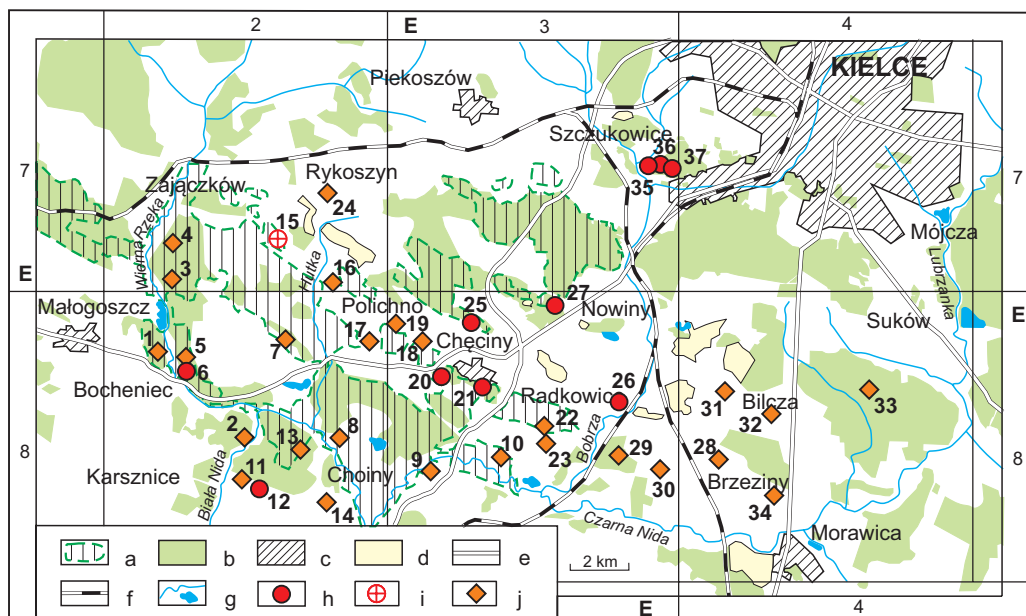 2 E 3 4
Piekoszów
KIELCE
Szczukowice
36
37
35
7 7
Zajączków
Rykoszyn
24
15
4
Widma Rzeka
3
Hutka
16
Mójcza
Lubrzanka
E
E
Małogoszcz
Polichno
25
27
Nowiny
Suków
1
5
6
7
17
19
18
Chęciny
20
21
Bocheniec
Radkowic
26
31
Bilcza
32
33
22
23
Bobrza
2
13
8
Karsznice
11
12
Choiny
9
10
29
30
28
Brzeziny
34
8 8
14
Biała Nida
Czarna Nida
Morawica
2 km
a b c d e
f g h i j
E 4